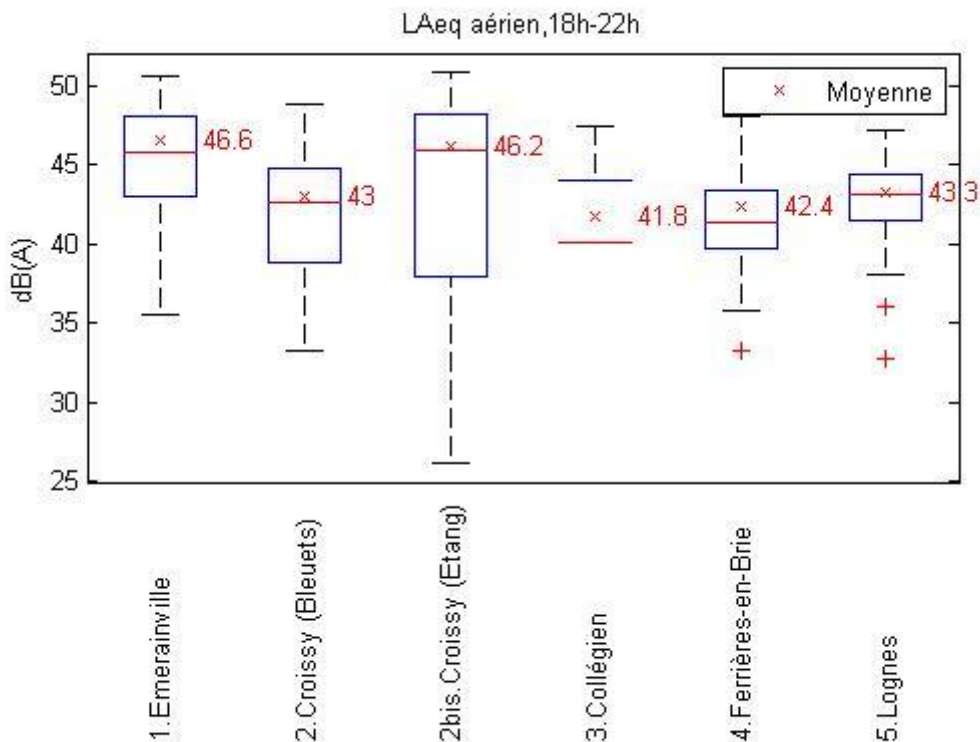 LAeq aérien,18h-22h
Moyenne
dB(A)
50
45
40
35
30
25
46.6
43
46.2
41.8
42.4
43.3
1.Emerainville
2.Croissy (Bleuets)
2bis.Croissy (Etang)
3.Collégien
4.Ferrières-en-Brie
5.Lognes